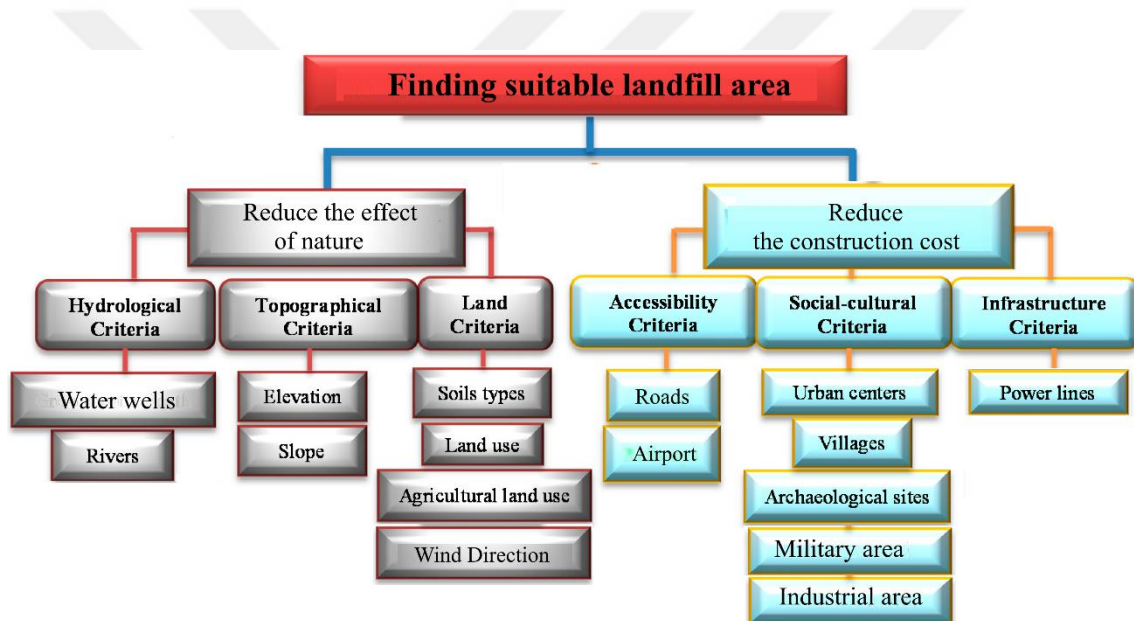 Finding suitable landfill area
Reduce the effect
of nature
Reduce
the construction cost
Hydrological
Criteria
Topographical
Criteria
Land
Criteria
Accessibility
Criteria
Social-cultural
Criteria
Infrastructure
Criteria
Water wells
Rivers
Elevation
Slope
Soils types
Land use
Agricultural land use
Wind Direction
Roads
Airport
Urban centers
Villages
Archaeological sites
Military area
Industrial area
Power lines